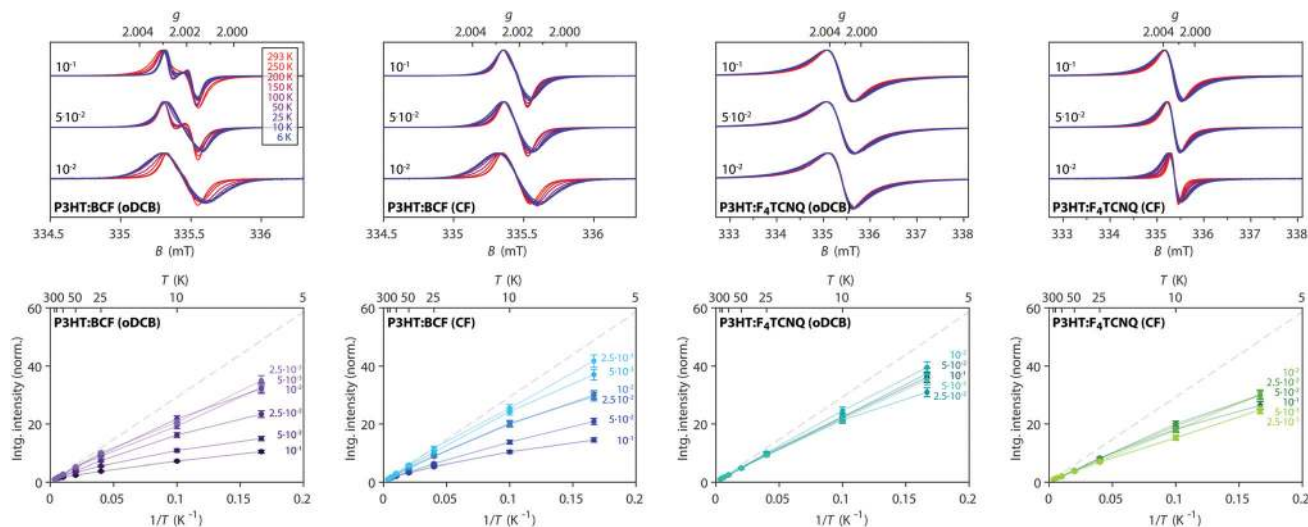 g
2.004 2.002 2.000
10⁻¹
5·10⁻²
10⁻²
293 K
250 K
200 K
150 K
100 K
50 K
25 K
10 K
6 K
P3HT:BCF (oDCB)
334.5 335 335.5 336
B (mT)
g
2.004 2.002 2.000
10⁻¹
5·10⁻²
10⁻²
P3HT:BCF (CF)
334.5 335 335.5 336
B (mT)
g
2.004 2.000
10⁻¹
5·10⁻²
10⁻²
P3HT:F₄TCNQ (oDCB)
333 334 335 336 337 338
B (mT)
g
2.004 2.000
10⁻¹
5·10⁻²
10⁻²
P3HT:F₄TCNQ (CF)
333 334 335 336 337 338
B (mT)
T (K)
300 50 25 10 5
P3HT:BCF (oDCB)
Intg. intensity (norm.)
60
40
20
0
2.5·10⁻³
5·10⁻³
10⁻²
2.5·10⁻²
5·10⁻²
10⁻¹
0 0.05 0.1 0.15 0.2
1/T (K⁻¹)
T (K)
300 50 25 10 5
P3HT:BCF (CF)
Intg. intensity (norm.)
60
40
20
0
2.5·10⁻³
5·10⁻³
10⁻²
2.5·10⁻²
5·10⁻²
10⁻¹
0 0.05 0.1 0.15 0.2
1/T (K⁻¹)
T (K)
300 50 25 10 5
P3HT:F₄TCNQ (oDCB)
Intg. intensity (norm.)
60
40
20
0
10⁻²
5·10⁻²
10⁻¹
5·10⁻³
2.5·10⁻²
0 0.05 0.1 0.15 0.2
1/T (K⁻¹)
T (K)
300 50 25 10 5
P3HT:F₄TCNQ (CF)
Intg. intensity (norm.)
60
40
20
0
10⁻²
2.5·10⁻²
5·10⁻²
10⁻¹
5·10⁻³
2.5·10⁻³
0 0.05 0.1 0.15 0.2
1/T (K⁻¹)